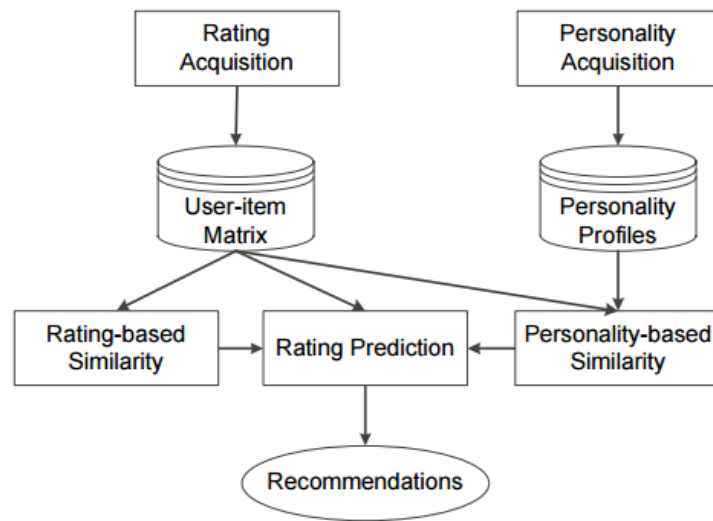 Rating
Acquisition
Personality
Acquisition
User-item
Matrix
Personality
Profiles
Rating-based
Similarity
Rating Prediction
Personality-based
Similarity
Recommendations